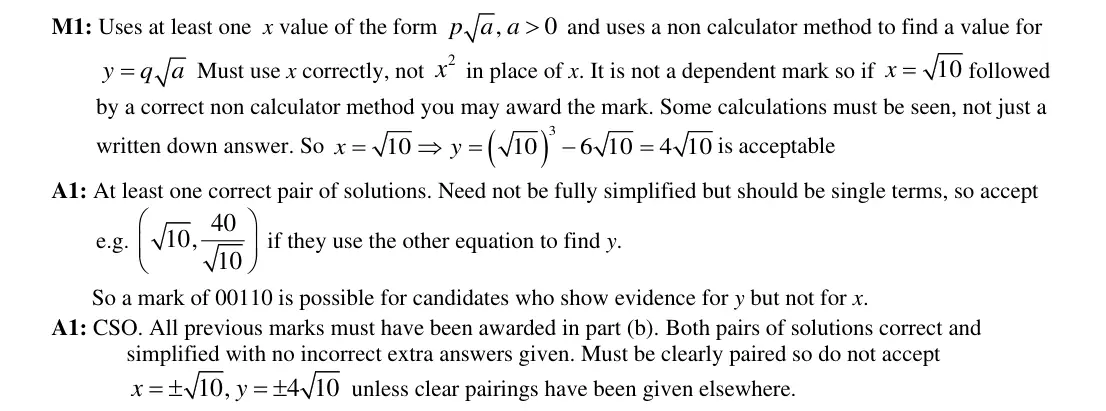 M1: Uses at least one x value of the form p√a, a > 0 and uses a non calculator method to find a value for
y = q√a Must use x correctly, not x² in place of x. It is not a dependent mark so if x = √10 followed
by a correct non calculator method you may award the mark. Some calculations must be seen, not just a
written down answer. So x = √10 ⇒ y = (√10)³ − 6√10 = 4√10 is acceptable
A1: At least one correct pair of solutions. Need not be fully simplified but should be single terms, so accept
e.g. (√10, 40/√10) if they use the other equation to find y.
So a mark of 00110 is possible for candidates who show evidence for y but not for x.
A1: CSO. All previous marks must have been awarded in part (b). Both pairs of solutions correct and
simplified with no incorrect extra answers given. Must be clearly paired so do not accept
x = ±√10, y = ±4√10 unless clear pairings have been given elsewhere.